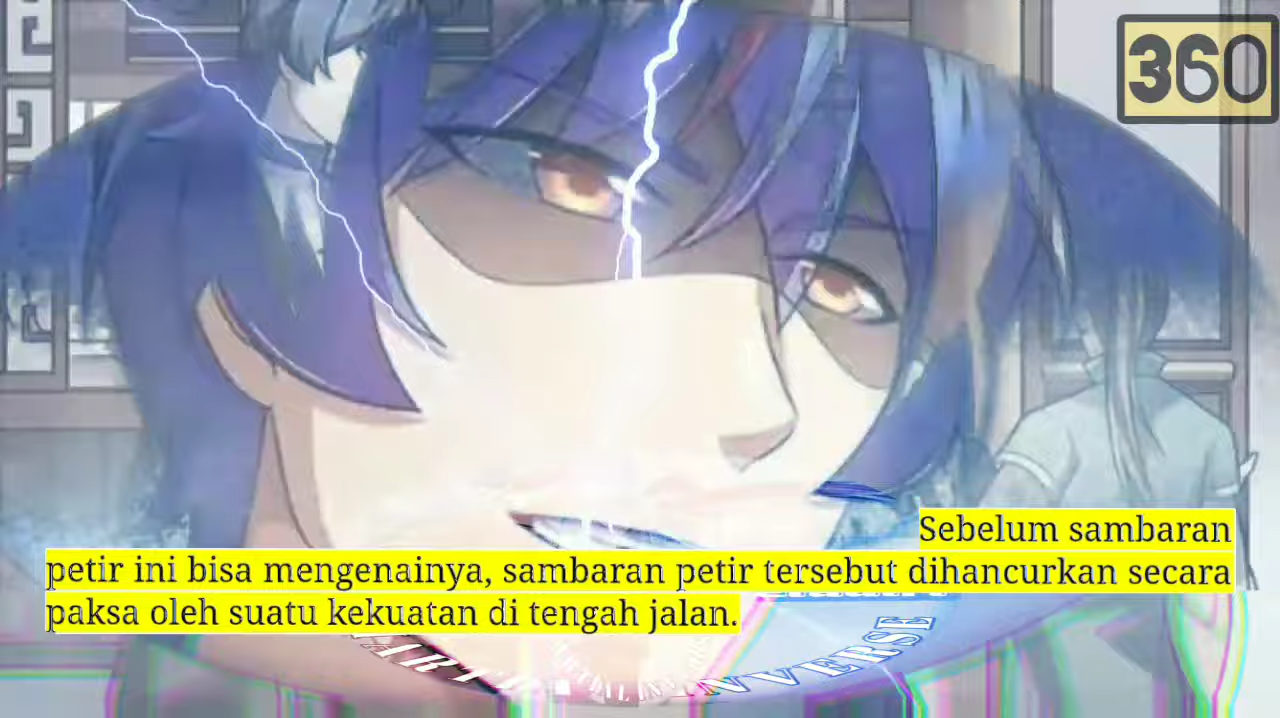 360
Sebelum sambaran
petir ini bisa mengenainya, sambaran petir tersebut dihancurkan secara
paksa oleh suatu kekuatan di tengah jalan.